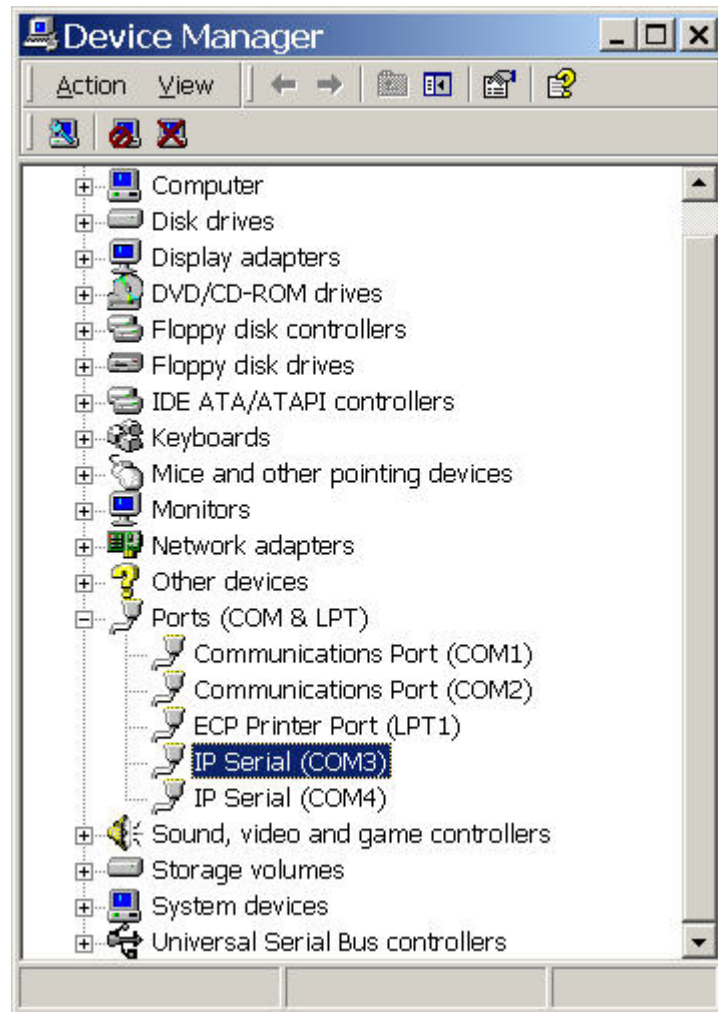 Device Manager
Action View
Computer
Disk drives
Display adapters
DVD/CD-ROM drives
Floppy disk controllers
Floppy disk drives
IDE ATA/ATAPI controllers
Keyboards
Mice and other pointing devices
Monitors
Network adapters
Other devices
Ports (COM & LPT)
Communications Port (COM1)
Communications Port (COM2)
ECP Printer Port (LPT1)
IP Serial (COM3)
IP Serial (COM4)
Sound, video and game controllers
Storage volumes
System devices
Universal Serial Bus controllers